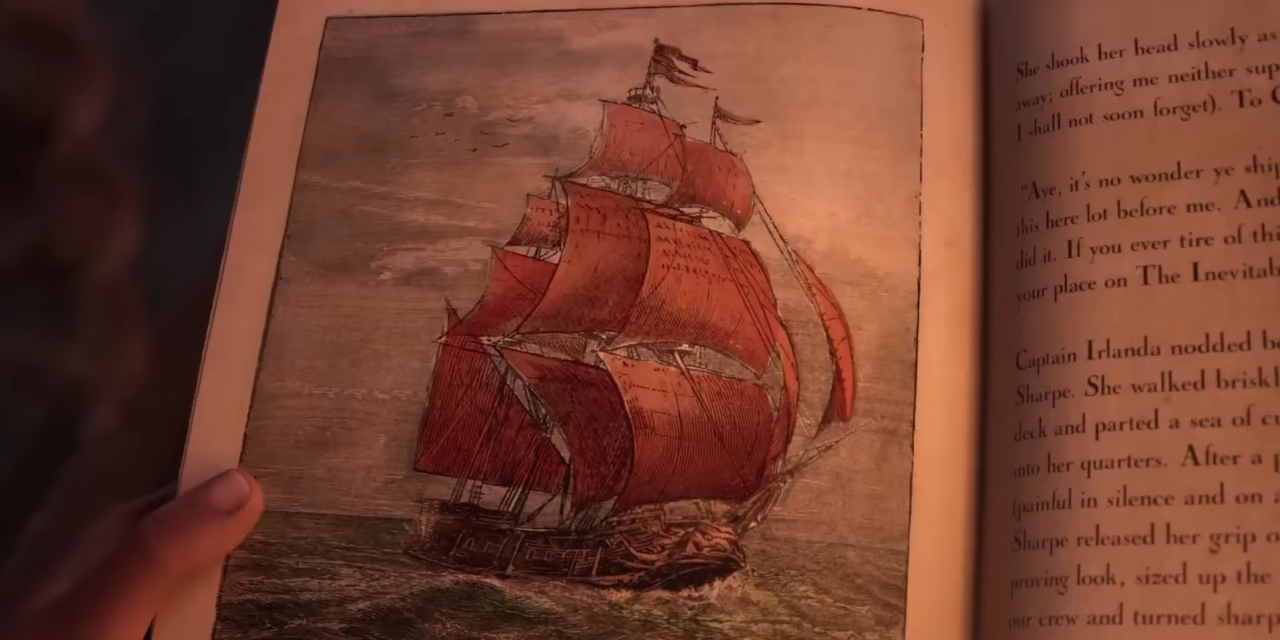 She shook her head slowly as
away; offering me neither sup
I shall not soon forget). To C
"Aye, it's no wonder ye ship
this here lot before me. And
did it. If you ever tire of thi
your place on The Inevitab
Captain Irlanda nodded b
Sharpe. She walked briskl
deck and parted a sea of cu
into her quarters. After a p
(painful in silence and on a
Sharpe released her grip o
proving look, sized up the
our crew and turned sharp